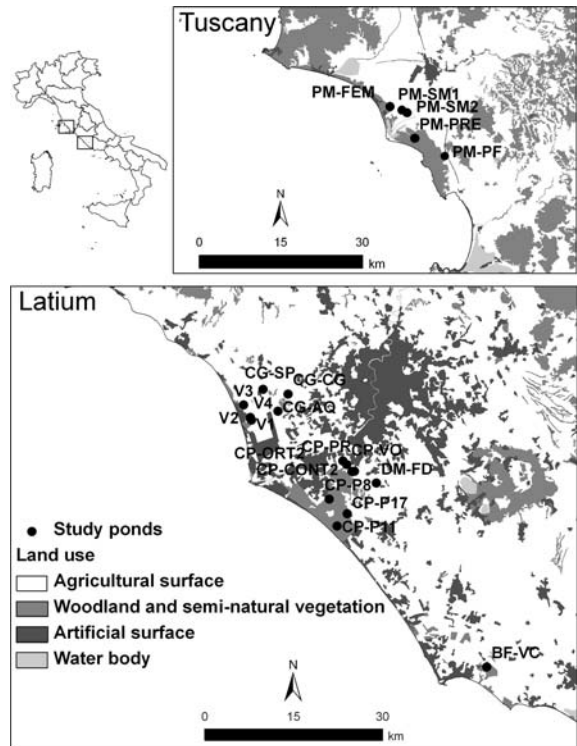 Tuscany
PM-FEM
PM-SM1
PM-SM2
PM-PRE
PM-PF
N
0 15 30
km
Latium
CG-SP
CG-CG
V3
V4
CG-AQ
V2
V1
CP-ORT2
CP-PR
CP-VO
CP-CONT2
DM-FD
CP-P8
CP-P17
CP-P11
Study ponds
Land use
Agricultural surface
Woodland and semi-natural vegetation
Artificial surface
Water body
BF-VC
N
0 15 30
km